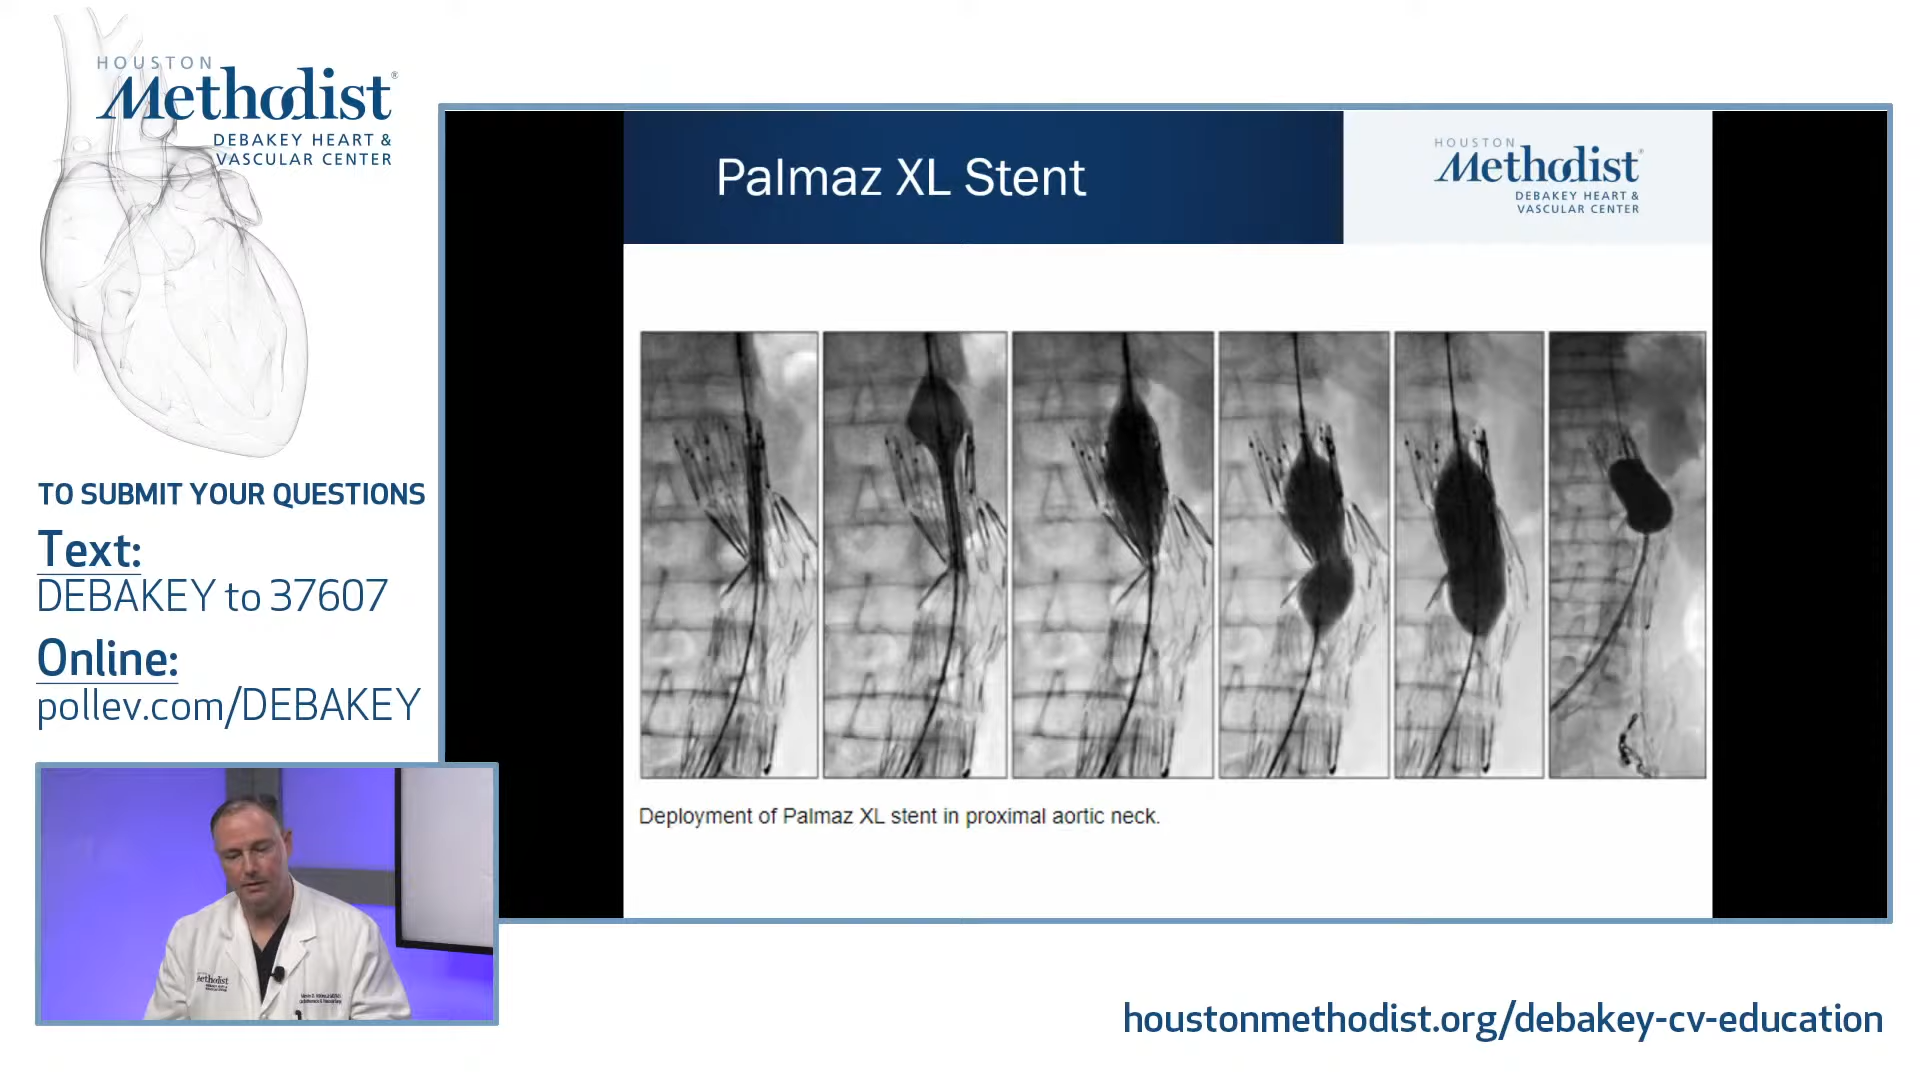 HOUSTON
Methodist®
DEBAKEY HEART &
VASCULAR CENTER
TO SUBMIT YOUR QUESTIONS
Text:
DEBAKEY to 37607
Online:
pollev.com/DEBAKEY
Palmaz XL Stent
HOUSTON
Methodist®
DEBAKEY HEART &
VASCULAR CENTER
Deployment of Palmaz XL stent in proximal aortic neck.
Methodist
houstonmethodist.org/debakey-cv-education